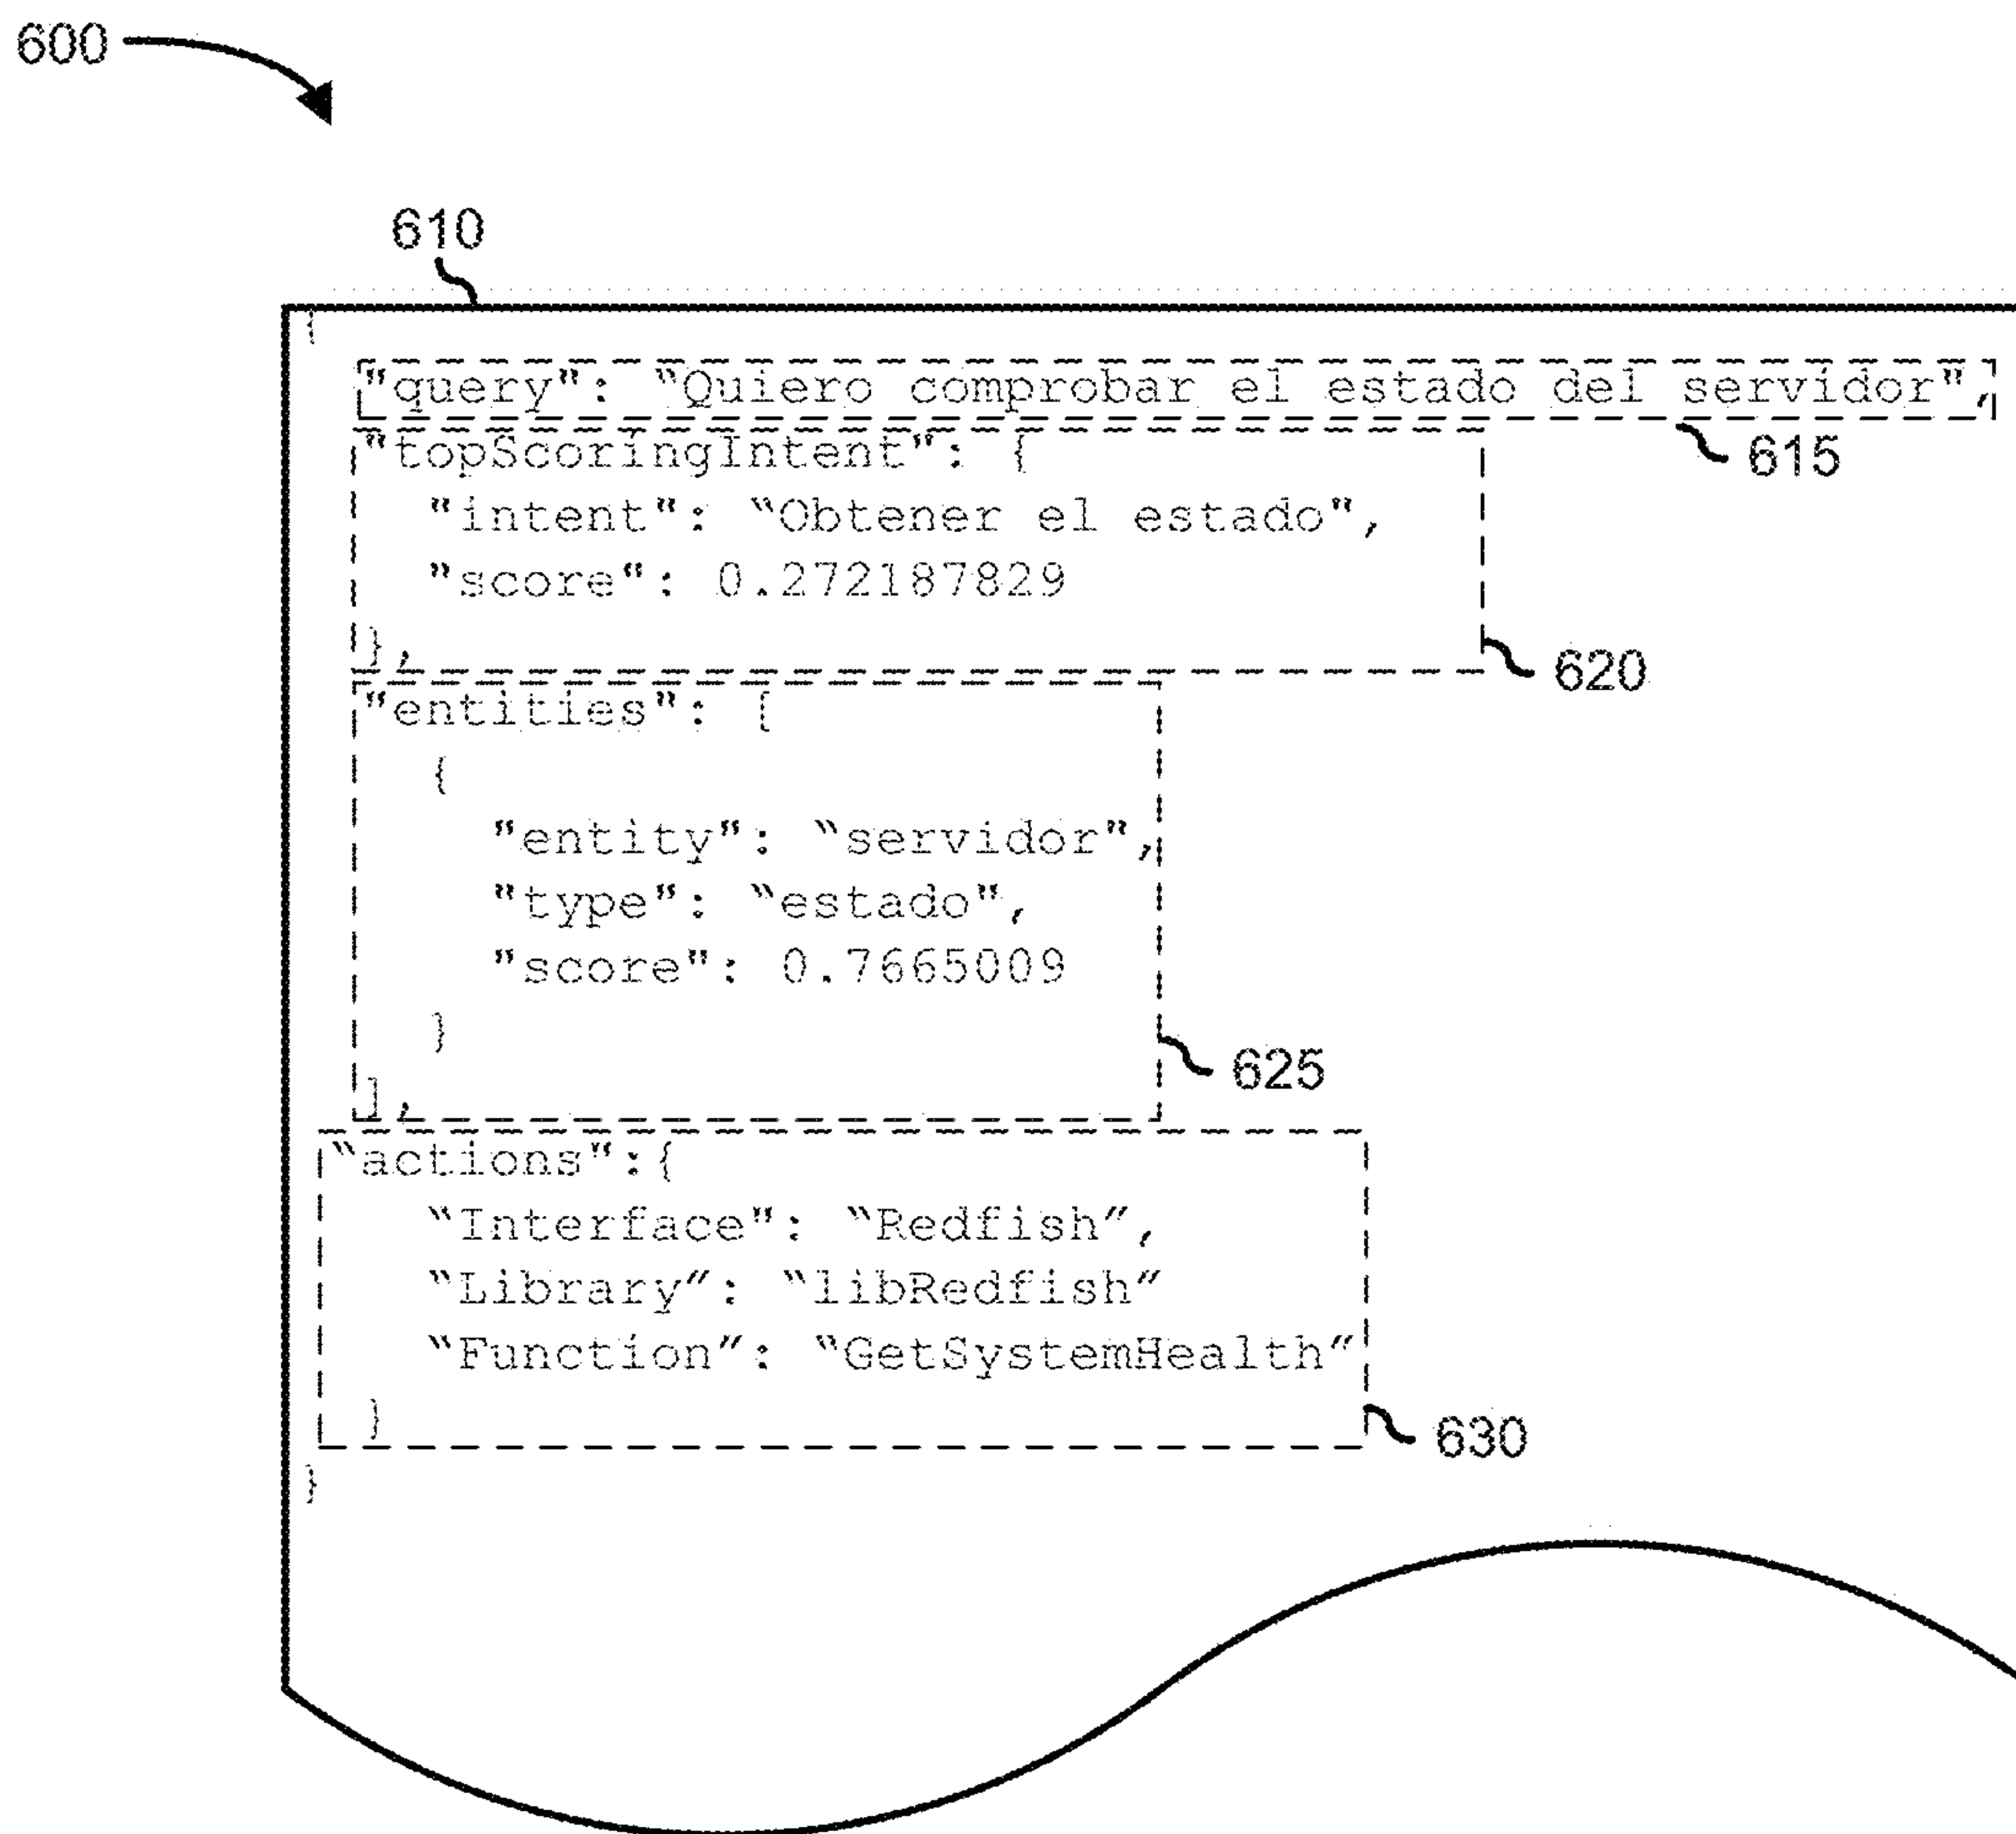 600
610
{
"query": “Quiero comprobar el estado del servidor",
615
"topScoringIntent": {
"intent": “Obtener el estado",
"score": 0.272187829
},
620
"entities": [
{
"entity": “servidor",
"type": “estado",
"score": 0.7665009
}
625
],
“actions":{
“Interface": “Redfish”,
“Library”: “libRedfish”
“Function”: “GetSystemHealth”
}
630
}